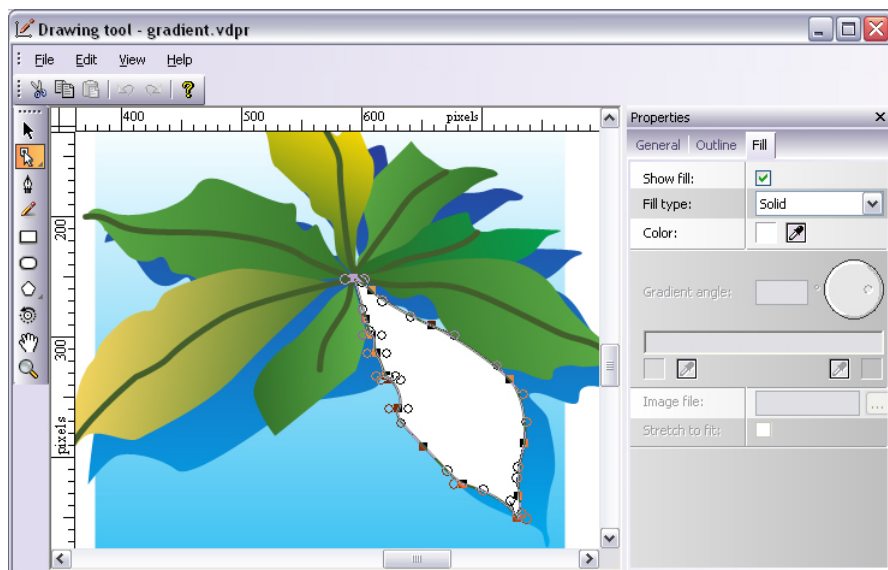 Drawing tool - gradient.vdpr
File Edit View Help
400 500 600 pixels
200
300
pixels
Properties
General Outline Fill
Show fill:
Fill type: Solid
Color:
Gradient angle: °
Image file: ...
Stretch to fit: